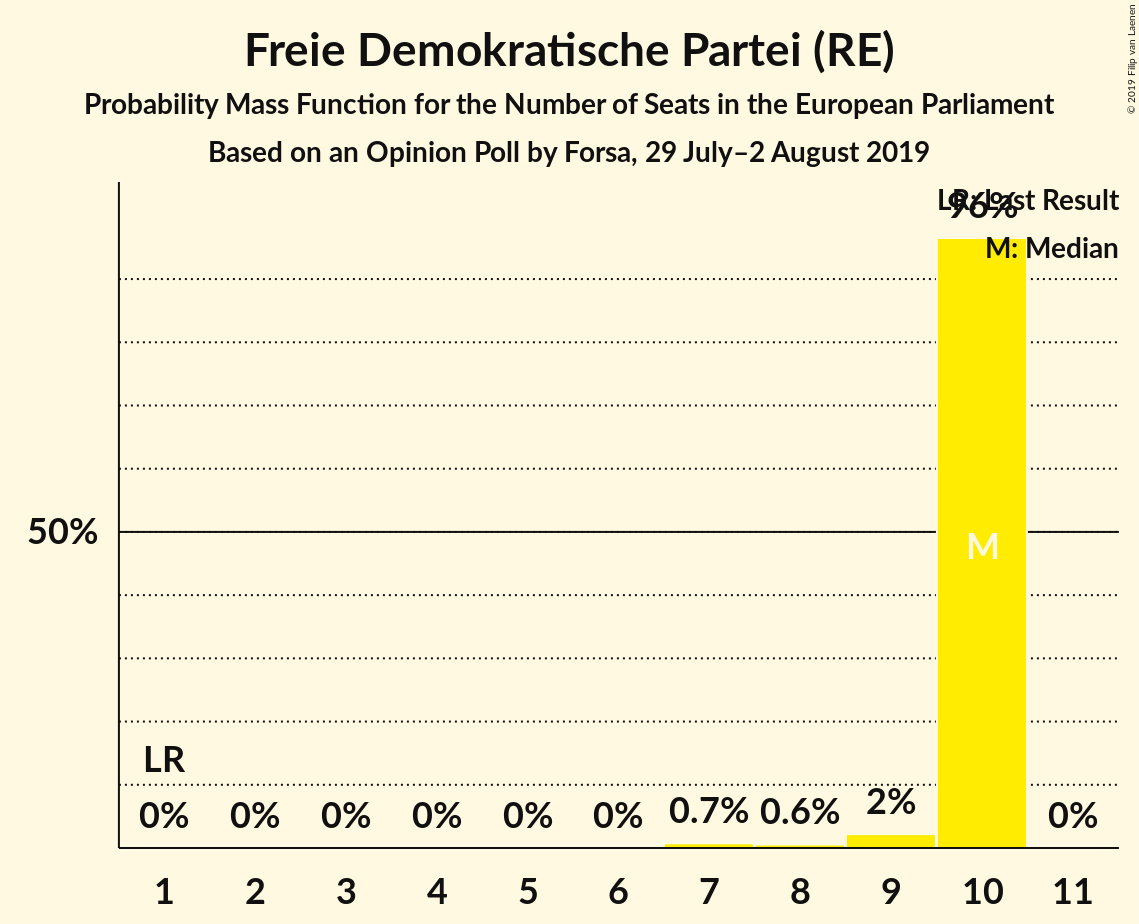 Freie Demokratische Partei (RE)
Probability Mass Function for the Number of Seats in the European Parliament
Based on an Opinion Poll by Forsa, 29 July–2 August 2019
© 2019 Filip van Laenen
LR: Last Result
96%
M: Median
50%
M
LR
0% 0% 0% 0% 0% 0% 0.7% 0.6% 2% 0%
1 2 3 4 5 6 7 8 9 10 11